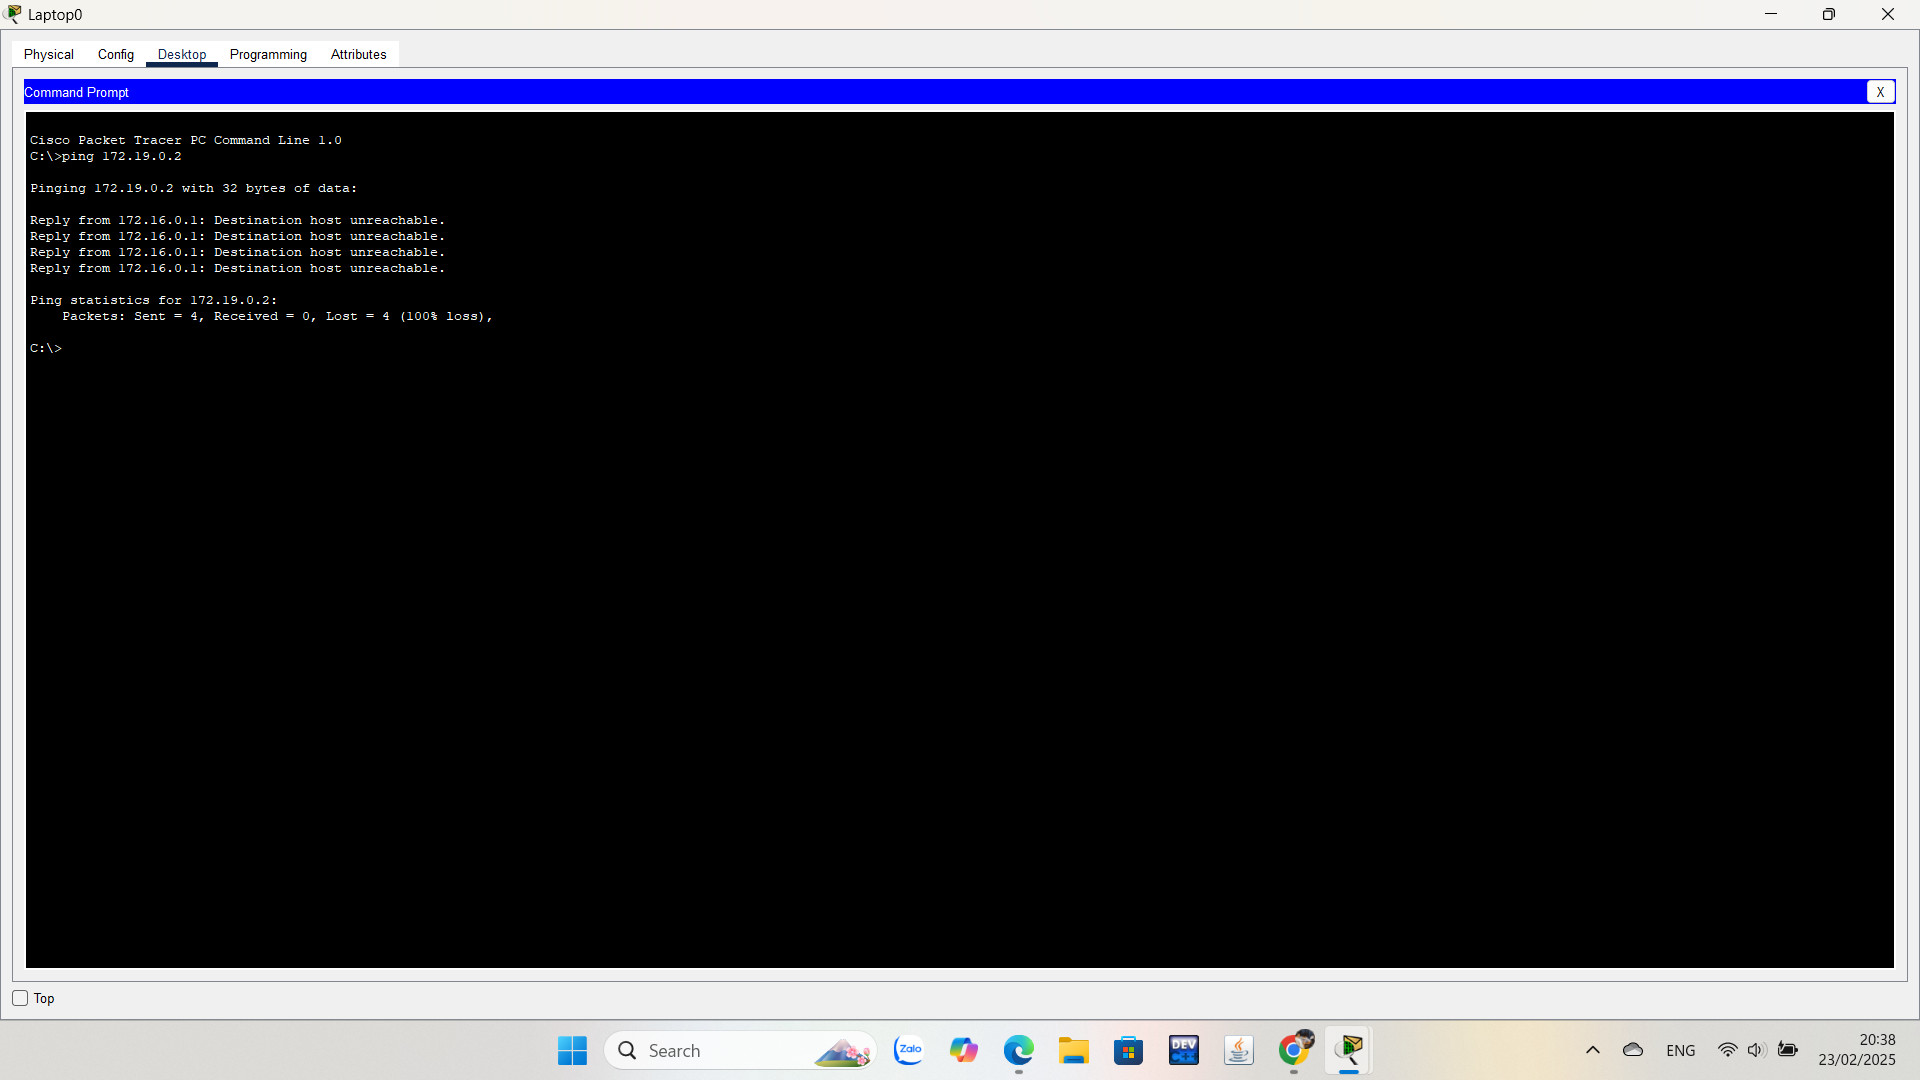 Laptop0
Physical Config Desktop Programming Attributes
Command Prompt
X
Cisco Packet Tracer PC Command Line 1.0
C:\>ping 172.19.0.2
Pinging 172.19.0.2 with 32 bytes of data:
Reply from 172.16.0.1: Destination host unreachable.
Reply from 172.16.0.1: Destination host unreachable.
Reply from 172.16.0.1: Destination host unreachable.
Reply from 172.16.0.1: Destination host unreachable.
Ping statistics for 172.19.0.2:
    Packets: Sent = 4, Received = 0, Lost = 4 (100% loss),
C:\>
Top
Search
Zalo
DEV
C++
ENG
20:38
23/02/2025